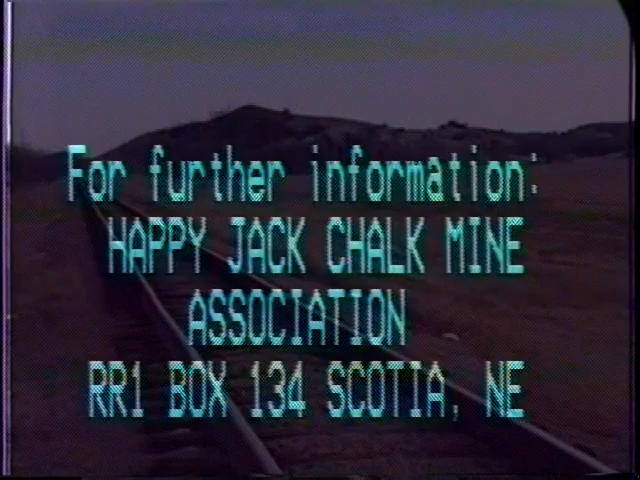 For further information:
HAPPY JACK CHALK MINE
ASSOCIATION
RR1 BOX 134 SCOTIA, NE